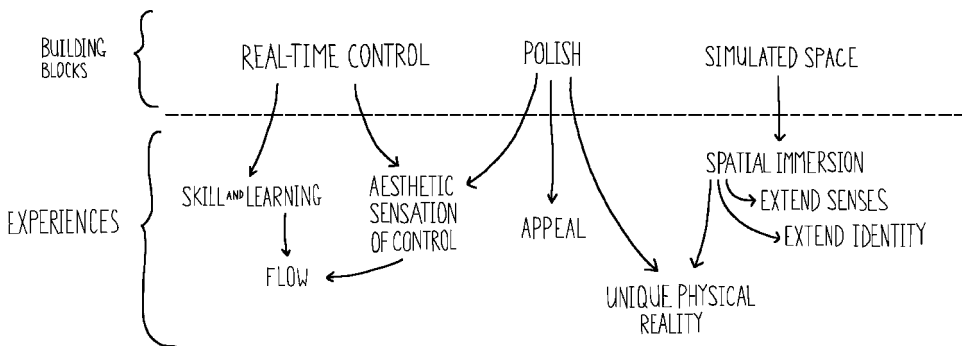 BUILDING
BLOCKS
REAL-TIME CONTROL
POLISH
SIMULATED SPACE
EXPERIENCES
SKILL AND LEARNING
FLOW
AESTHETIC
SENSATION
OF CONTROL
APPEAL
UNIQUE PHYSICAL
REALITY
SPATIAL IMMERSION
EXTEND SENSES
EXTEND IDENTITY